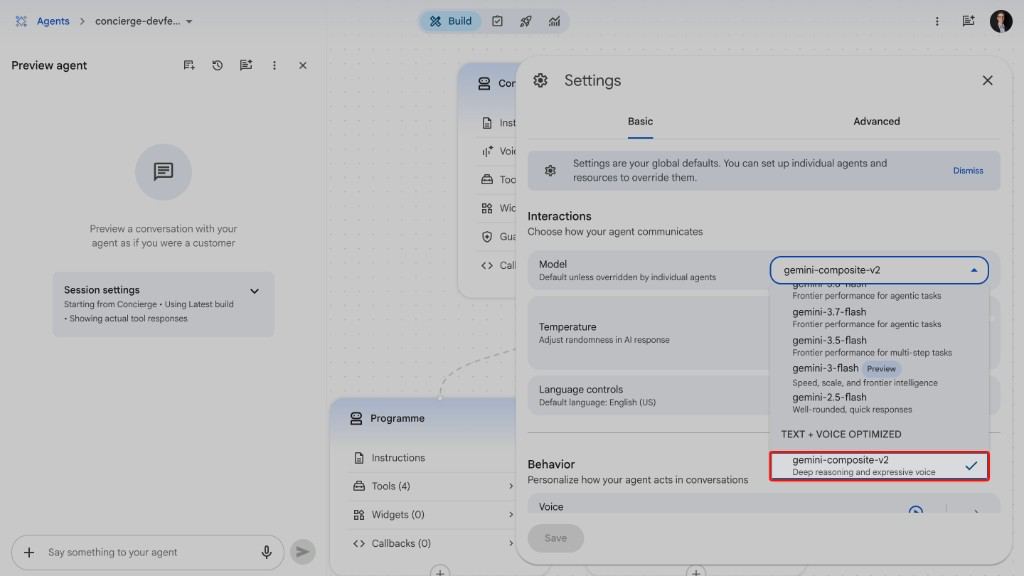 Agents
concierge-devfe...
Build
Preview agent
Preview a conversation with your
agent as if you were a customer
Session settings
Starting from Concierge • Using Latest build
• Showing actual tool responses
Say something to your agent
Con
Inst
Voic
Too
Wid
Gua
Call
Programme
Instructions
Tools (4)
Widgets (0)
Callbacks (0)
Settings
Basic
Advanced
Settings are your global defaults. You can set up individual agents and
resources to override them.
Dismiss
Interactions
Choose how your agent communicates
Model
Default unless overridden by individual agents
gemini-composite-v2
Frontier performance for agentic tasks
gemini-3.7-flash
Frontier performance for agentic tasks
gemini-3.5-flash
Frontier performance for multi-step tasks
gemini-3-flash Preview
Speed, scale, and frontier intelligence
gemini-2.5-flash
Well-rounded, quick responses
TEXT + VOICE OPTIMIZED
gemini-composite-v2
Deep reasoning and expressive voice
Temperature
Adjust randomness in AI response
Language controls
Default language: English (US)
Behavior
Personalize how your agent acts in conversations
Voice
Save